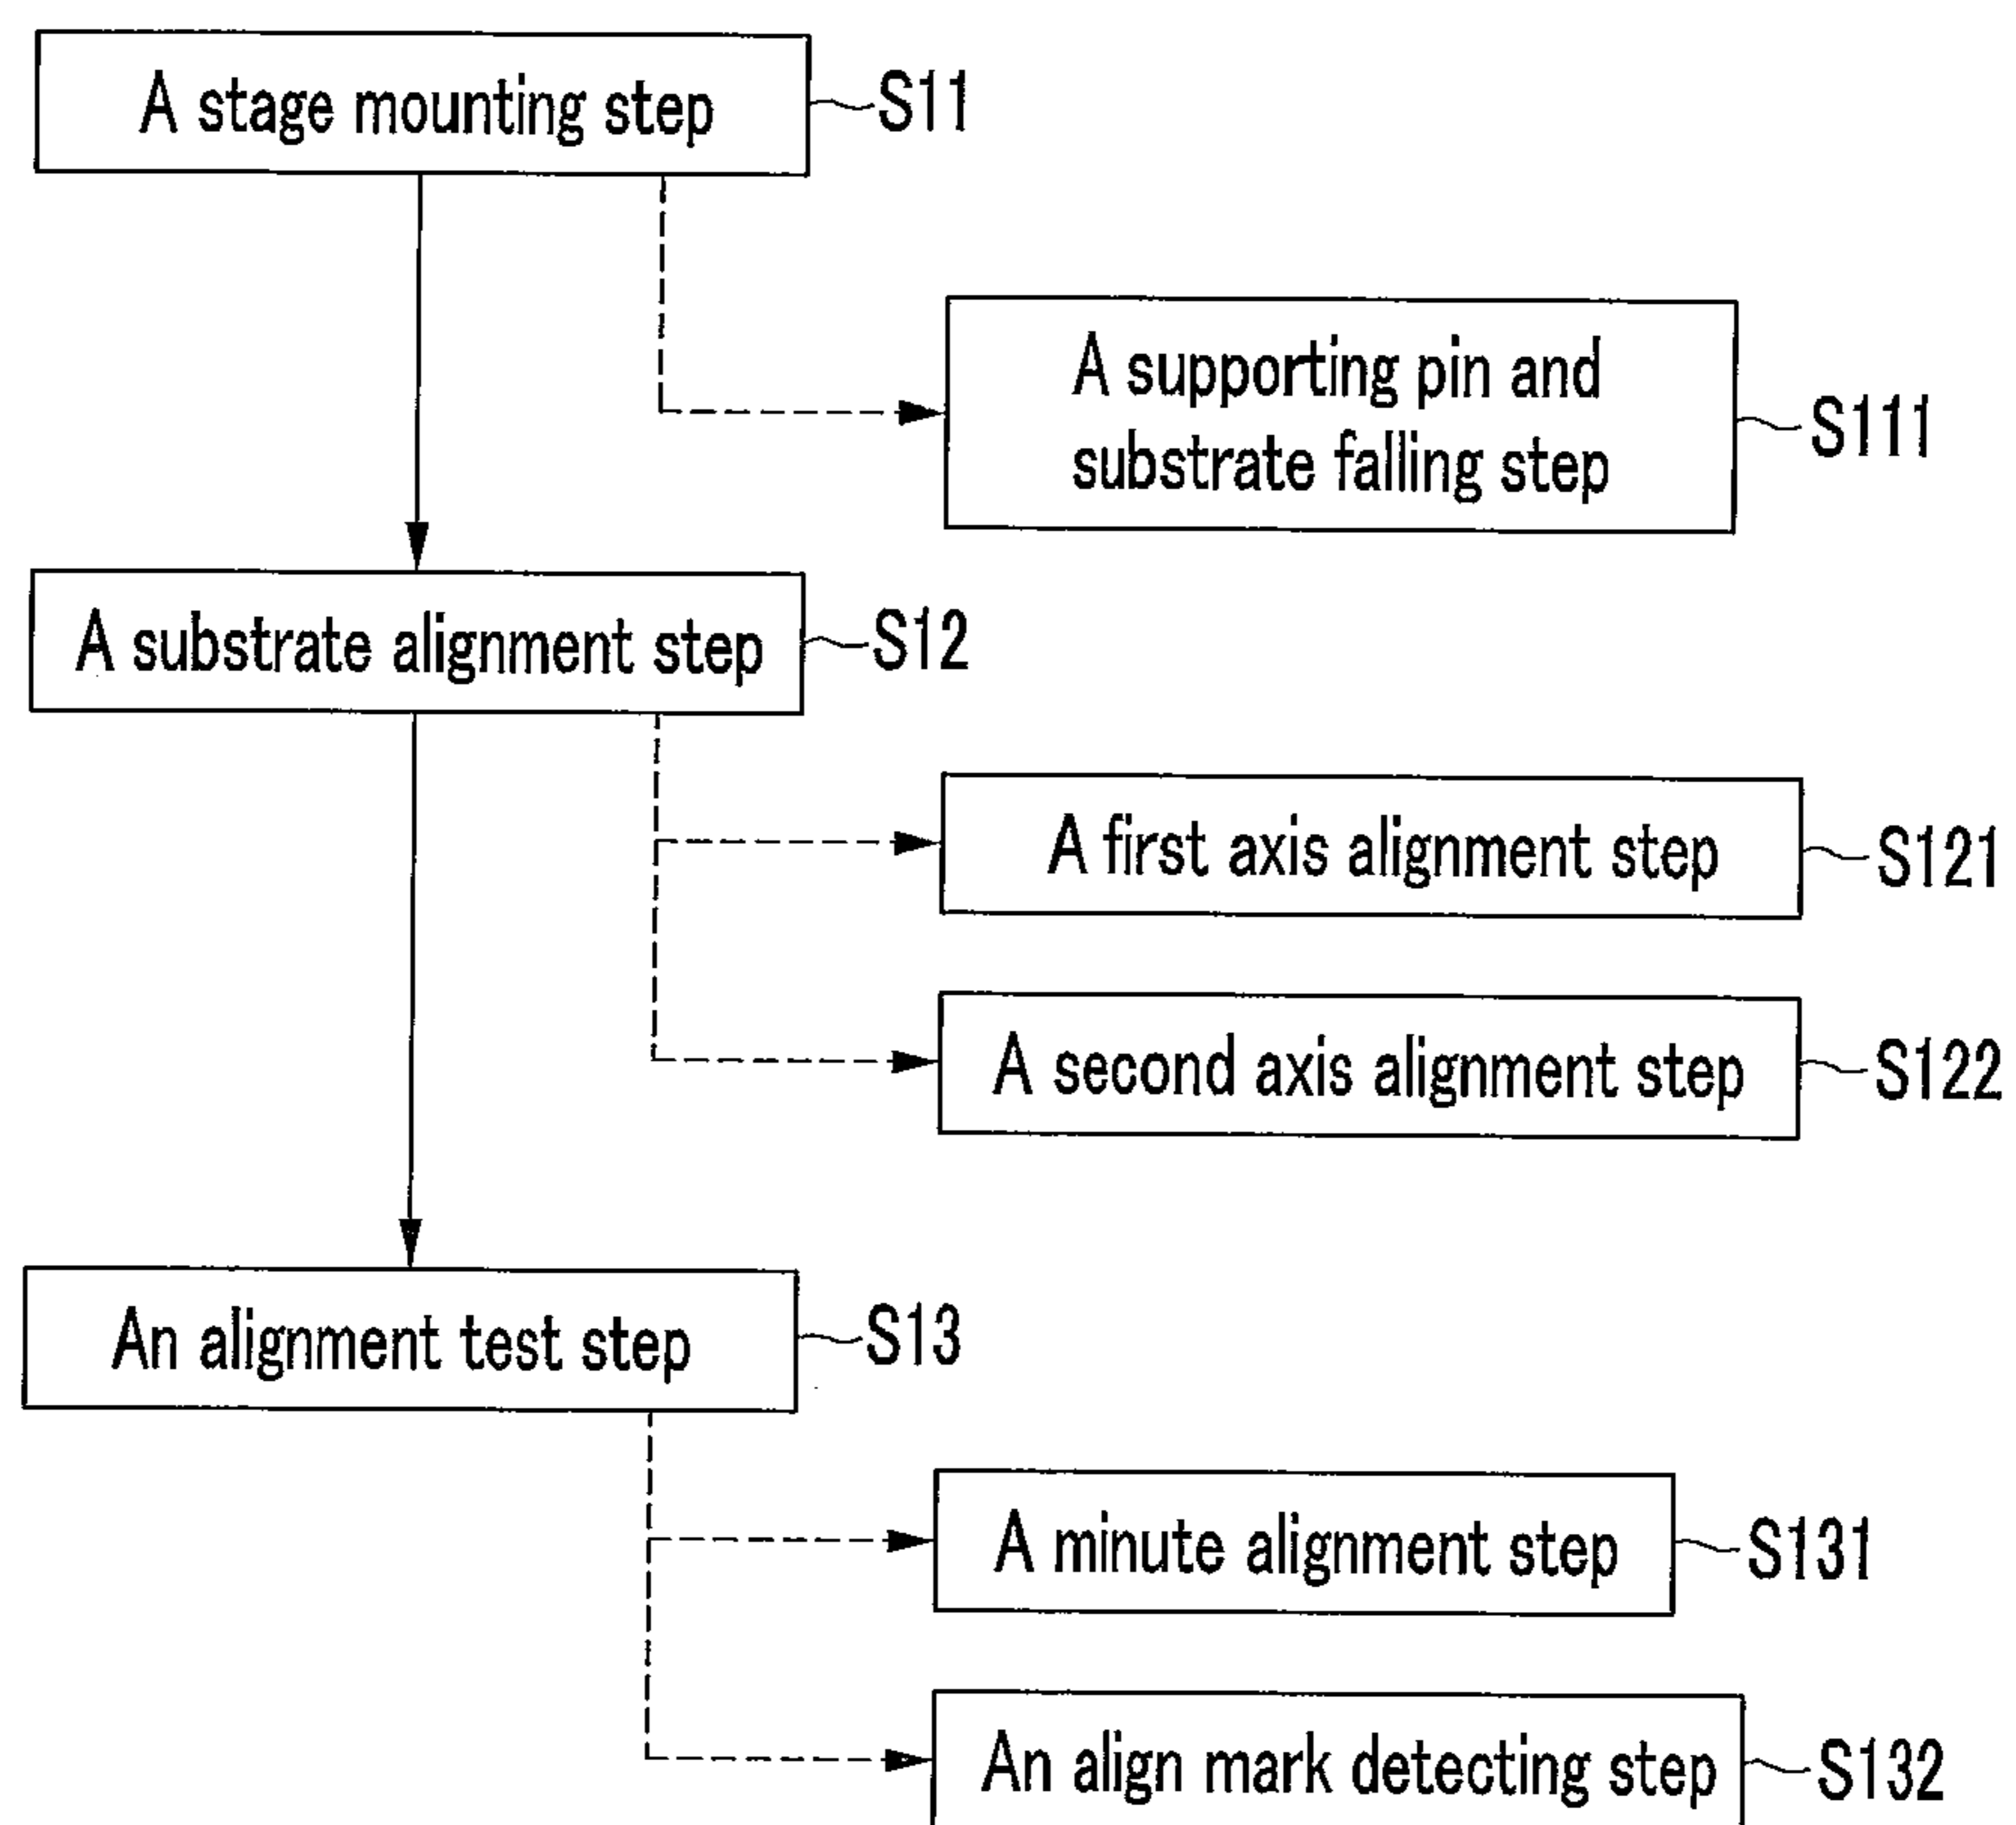 A stage mounting step
S11
A supporting pin and
substrate falling step
S111
A substrate alignment step
S12
A first axis alignment step
S121
A second axis alignment step
S122
An alignment test step
S13
A minute alignment step
S131
An align mark detecting step
S132